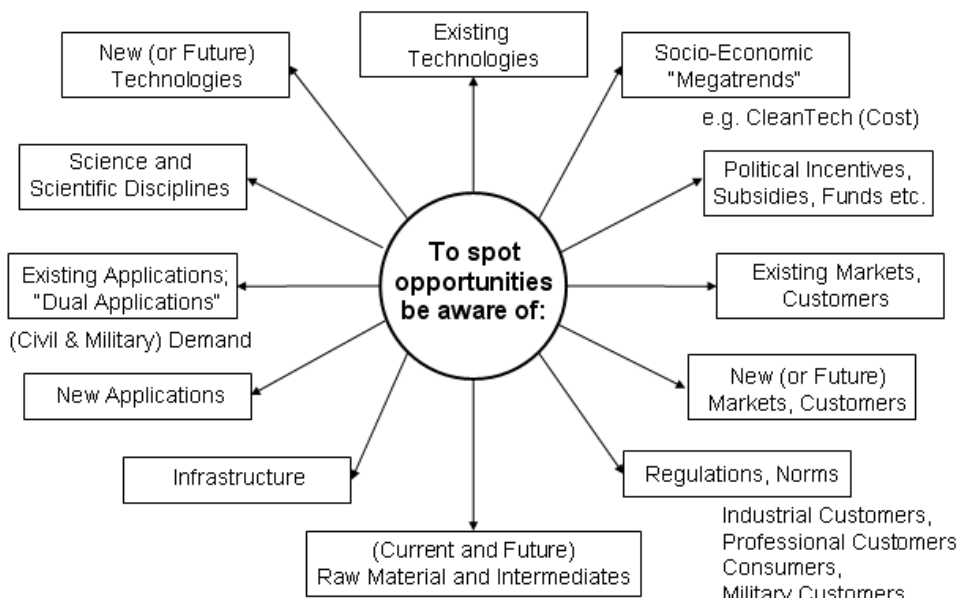 Existing
Technologies
New (or Future)
Technologies
Socio-Economic
"Megatrends"
e.g. CleanTech (Cost)
Science and
Scientific Disciplines
Political Incentives,
Subsidies, Funds etc.
To spot
opportunities
be aware of:
Existing Applications;
"Dual Applications"
(Civil & Military) Demand
Existing Markets,
Customers
New Applications
New (or Future)
Markets, Customers
Infrastructure
Regulations, Norms
Industrial Customers,
Professional Customers
Consumers,
Military Customers
(Current and Future)
Raw Material and Intermediates